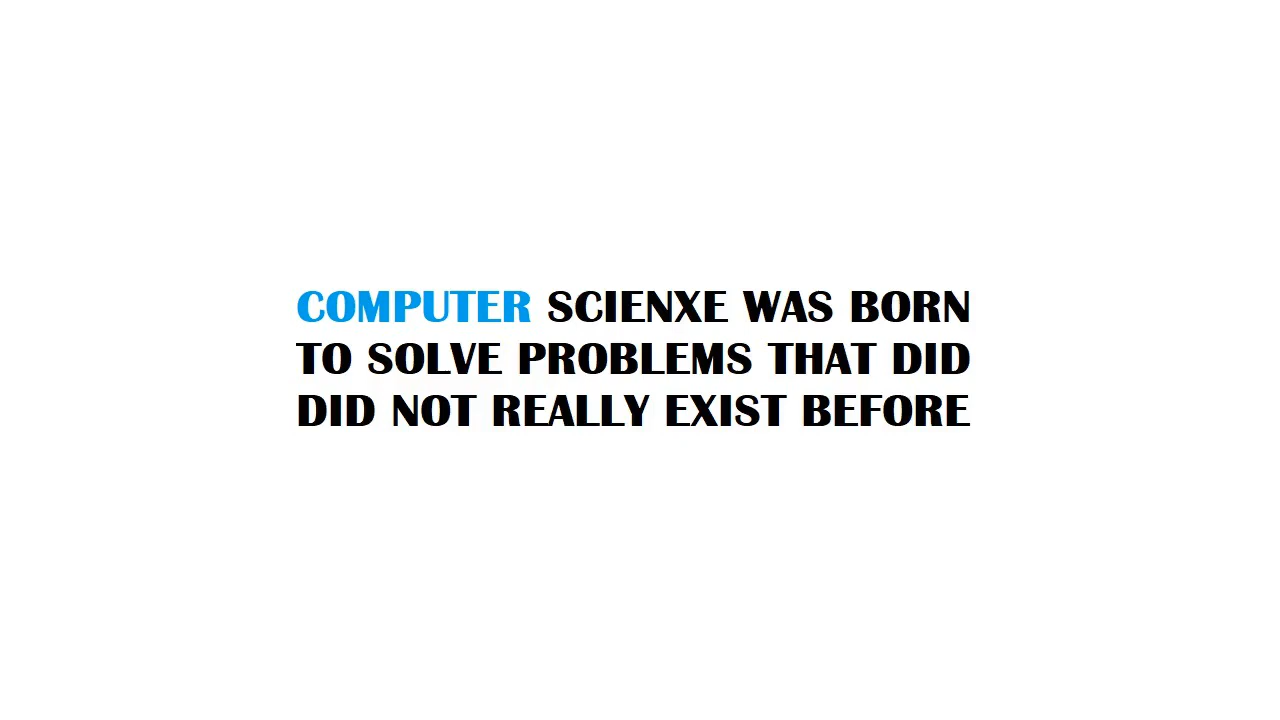 COMPUTER SCIENXE WAS BORN
TO SOLVE PROBLEMS THAT DID
DID NOT REALLY EXIST BEFORE